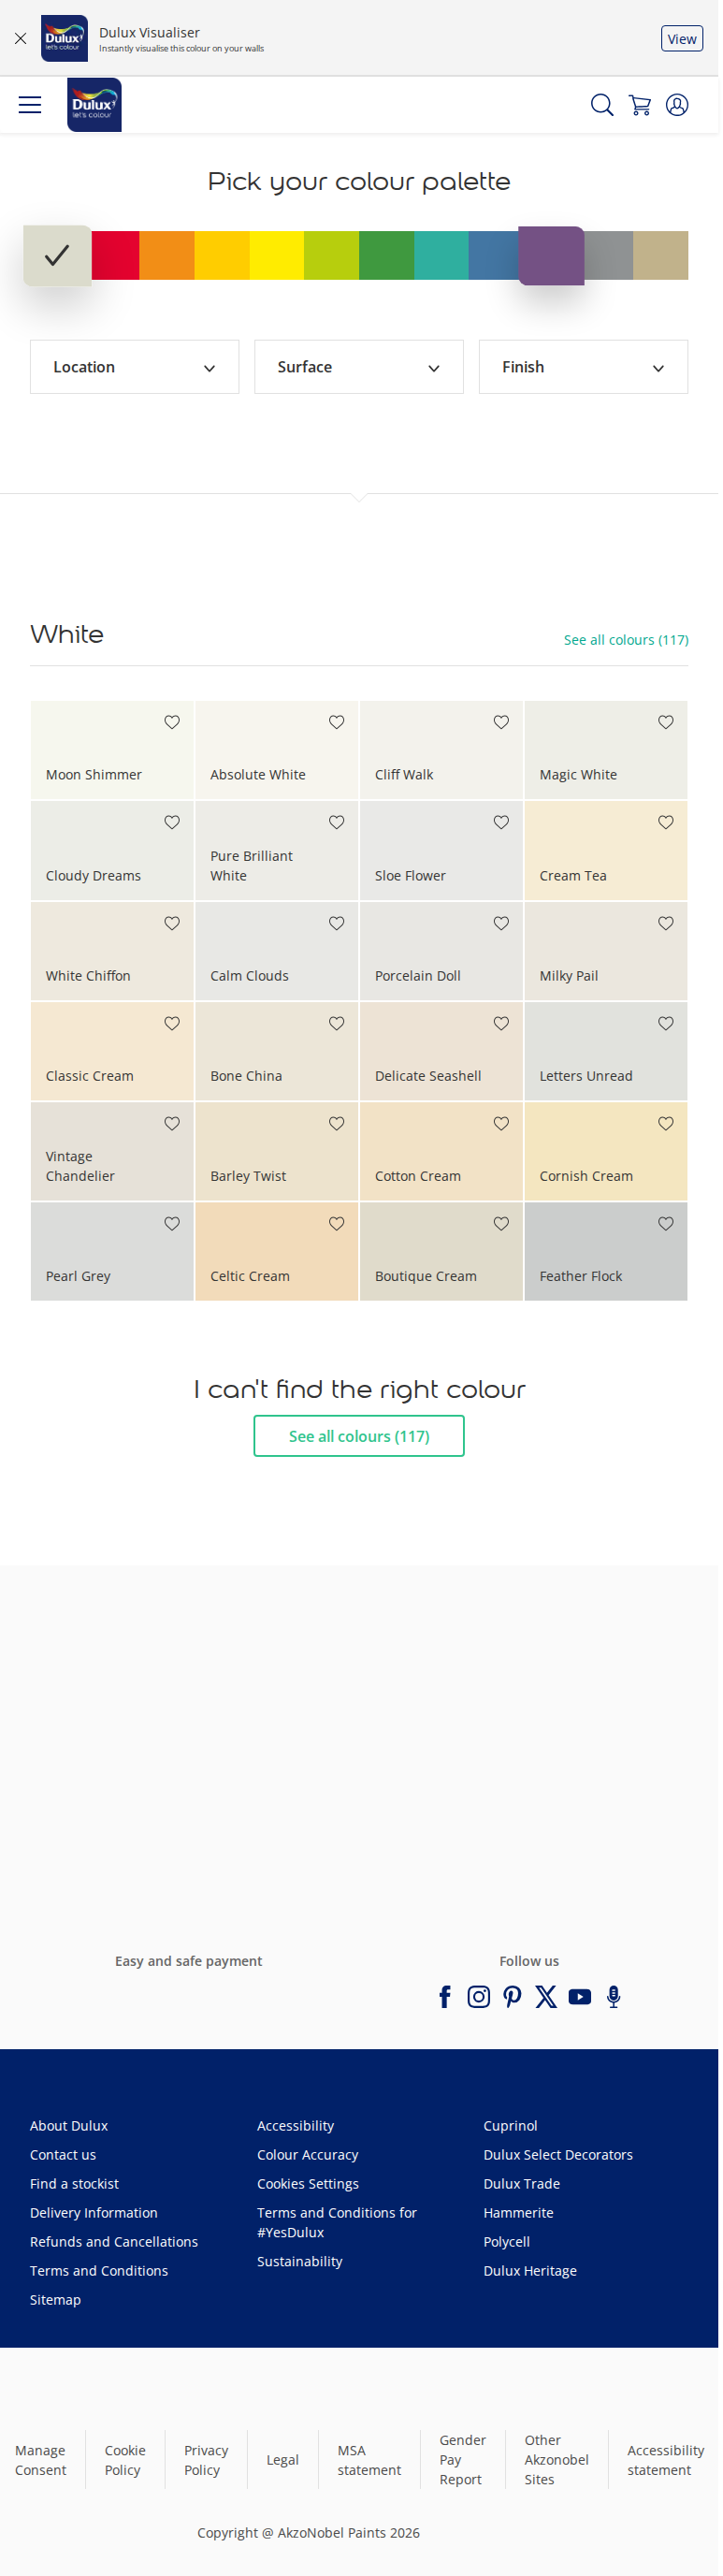 Dulux
let's colour
Dulux Visualiser
Instantly visualise this colour on your walls
View
Dulux
let's colour
Pick your colour palette
Location
Surface
Finish
White
See all colours (117)
Moon Shimmer
Absolute White
Cliff Walk
Magic White
Cloudy Dreams
Pure Brilliant
White
Sloe Flower
Cream Tea
White Chiffon
Calm Clouds
Porcelain Doll
Milky Pail
Classic Cream
Bone China
Delicate Seashell
Letters Unread
Vintage
Chandelier
Barley Twist
Cotton Cream
Cornish Cream
Pearl Grey
Celtic Cream
Boutique Cream
Feather Flock
I can't find the right colour
See all colours (117)
Easy and safe payment
Follow us
About Dulux
Contact us
Find a stockist
Delivery Information
Refunds and Cancellations
Terms and Conditions
Sitemap
Accessibility
Colour Accuracy
Cookies Settings
Terms and Conditions for
#YesDulux
Sustainability
Cuprinol
Dulux Select Decorators
Dulux Trade
Hammerite
Polycell
Dulux Heritage
Manage
Consent
Cookie
Policy
Privacy
Policy
Legal
MSA
statement
Gender
Pay
Report
Other
Akzonobel
Sites
Accessibility
statement
Copyright @ AkzoNobel Paints 2026